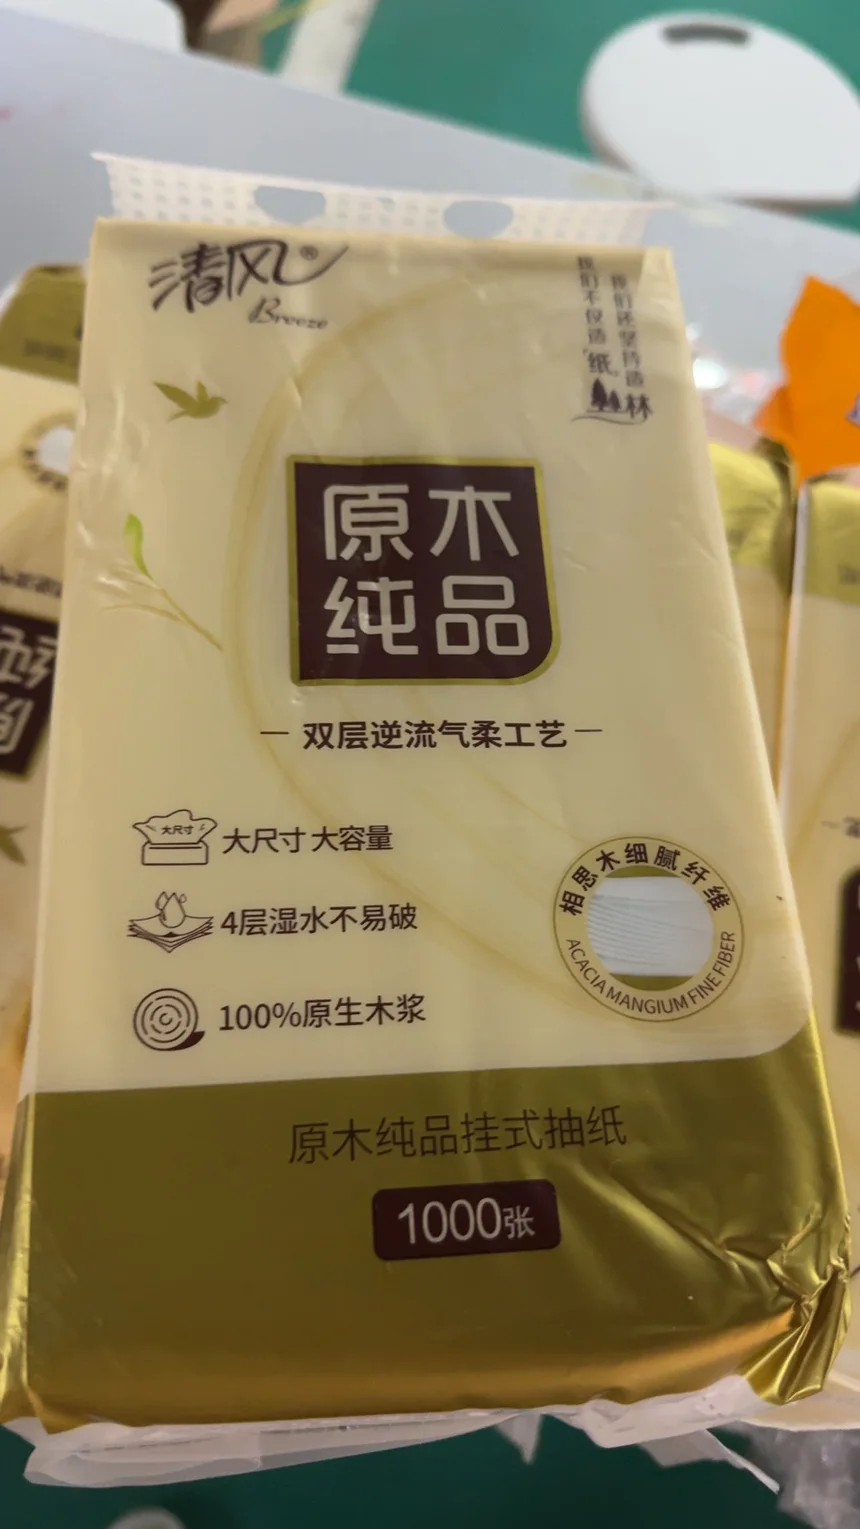 清风®
Breeze
我们不仅造"纸"
我们还坚持造林
原木
纯品
双层逆流气柔工艺
大尺寸
大尺寸 大容量
4层湿水不易破
100%原生木浆
相思木细腻纤维
ACACIA MANGIUM FINE FIBER
原木纯品挂式抽纸
1000张